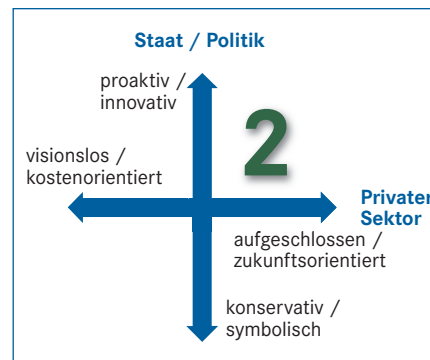 Staat / Politik
proaktiv /
innovativ
2
visionslos /
kostenorientiert
Privater
Sektor
aufgeschlossen /
zukunftsorientiert
konservativ /
symbolisch